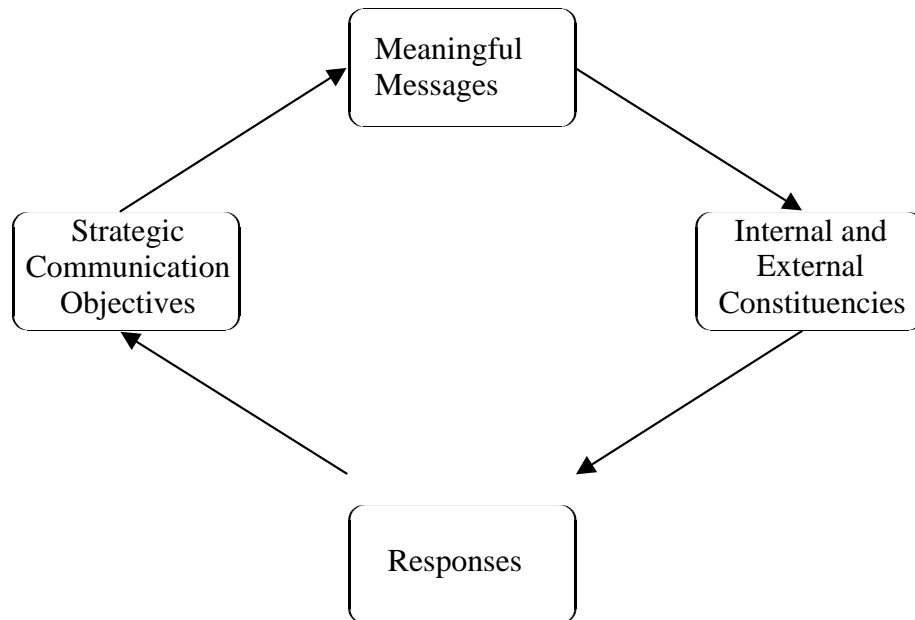 Meaningful
Messages
Strategic
Communication
Objectives
Internal and
External
Constituencies
Responses